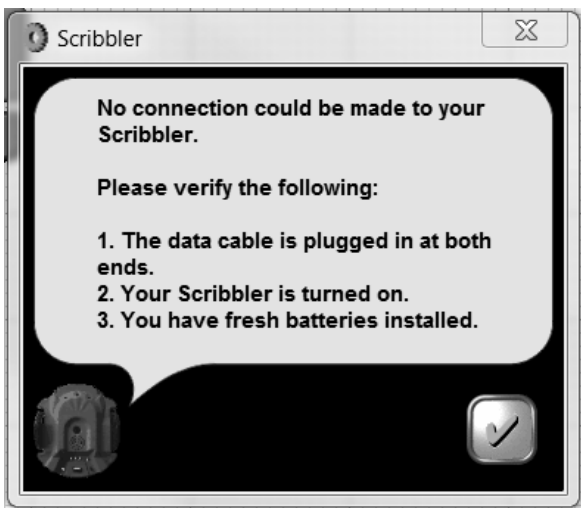 Scribbler
No connection could be made to your
Scribbler.
Please verify the following:
1. The data cable is plugged in at both
ends.
2. Your Scribbler is turned on.
3. You have fresh batteries installed.